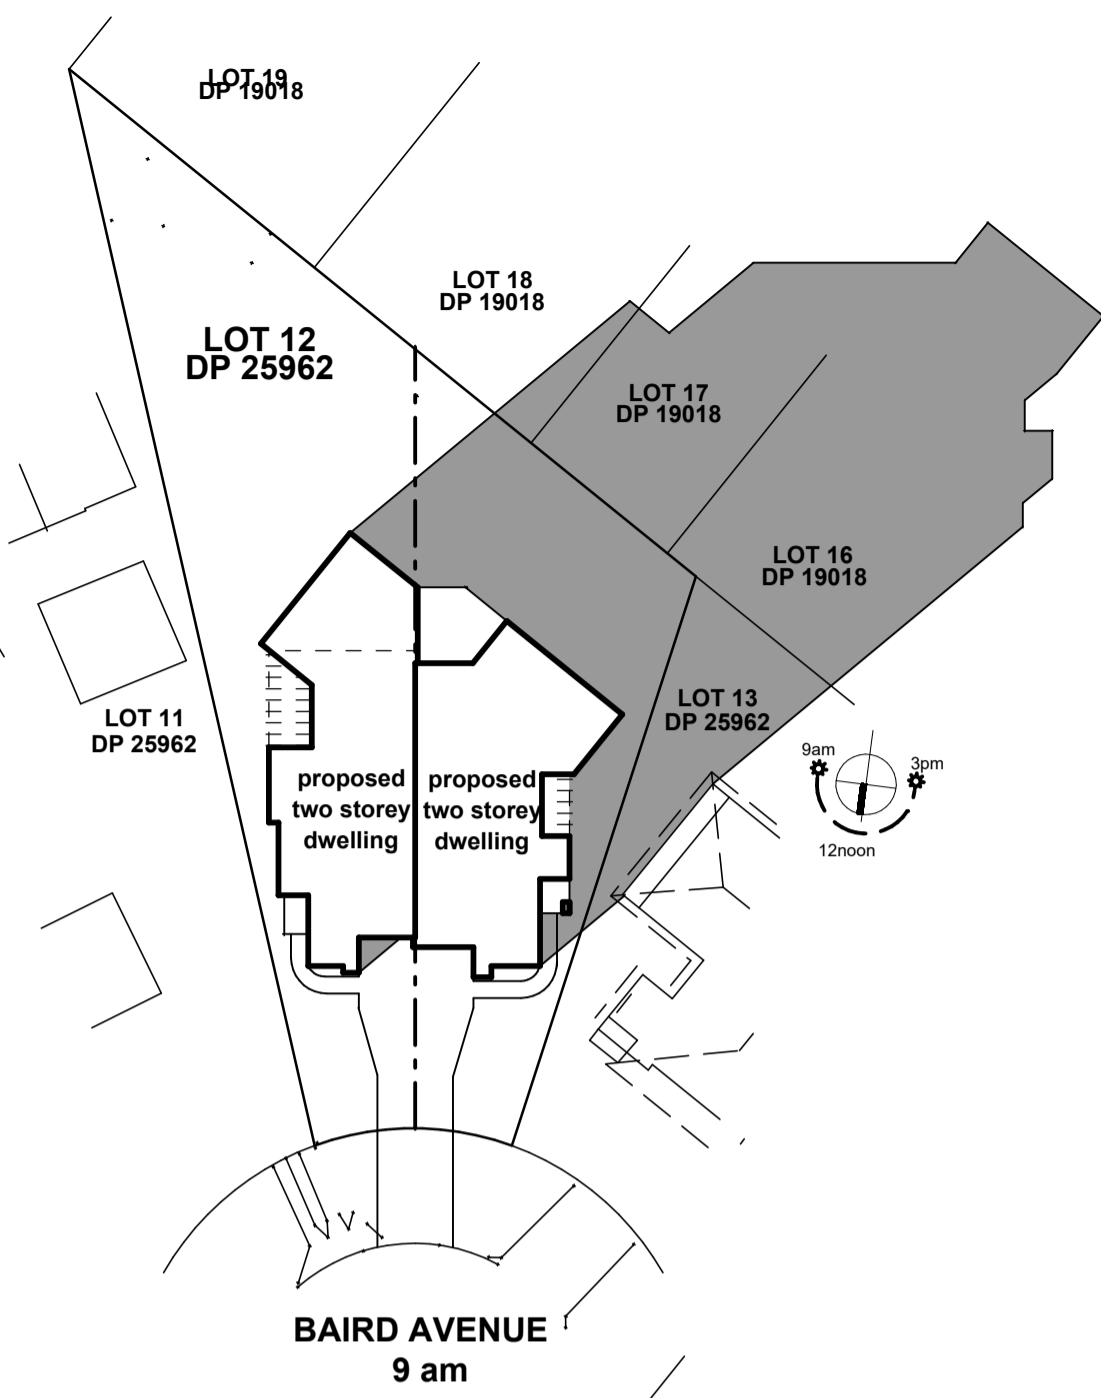 LOT 19
DP 19018
LOT 18
DP 19018
LOT 12
DP 25962
LOT 17
DP 19018
LOT 16
DP 19018
LOT 13
DP 25962
LOT 11
DP 25962
9am
3pm
12noon
proposed
two storey
dwelling
proposed
two storey
dwelling
BAIRD AVENUE
9 am